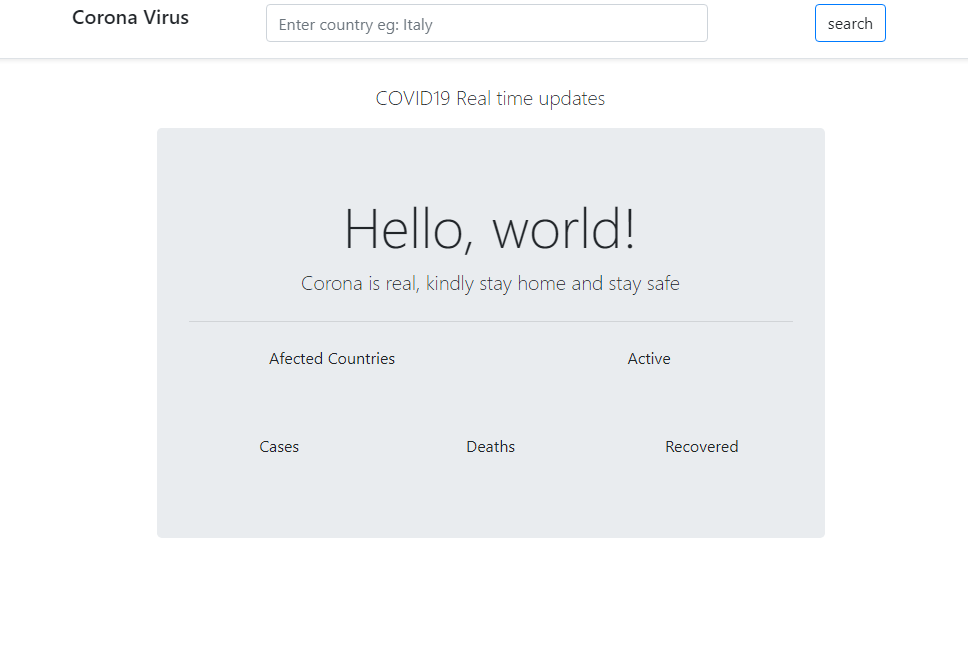 Corona Virus
Enter country eg: Italy
search
COVID19 Real time updates
Hello, world!
Corona is real, kindly stay home and stay safe
Afected Countries
Active
Cases
Deaths
Recovered